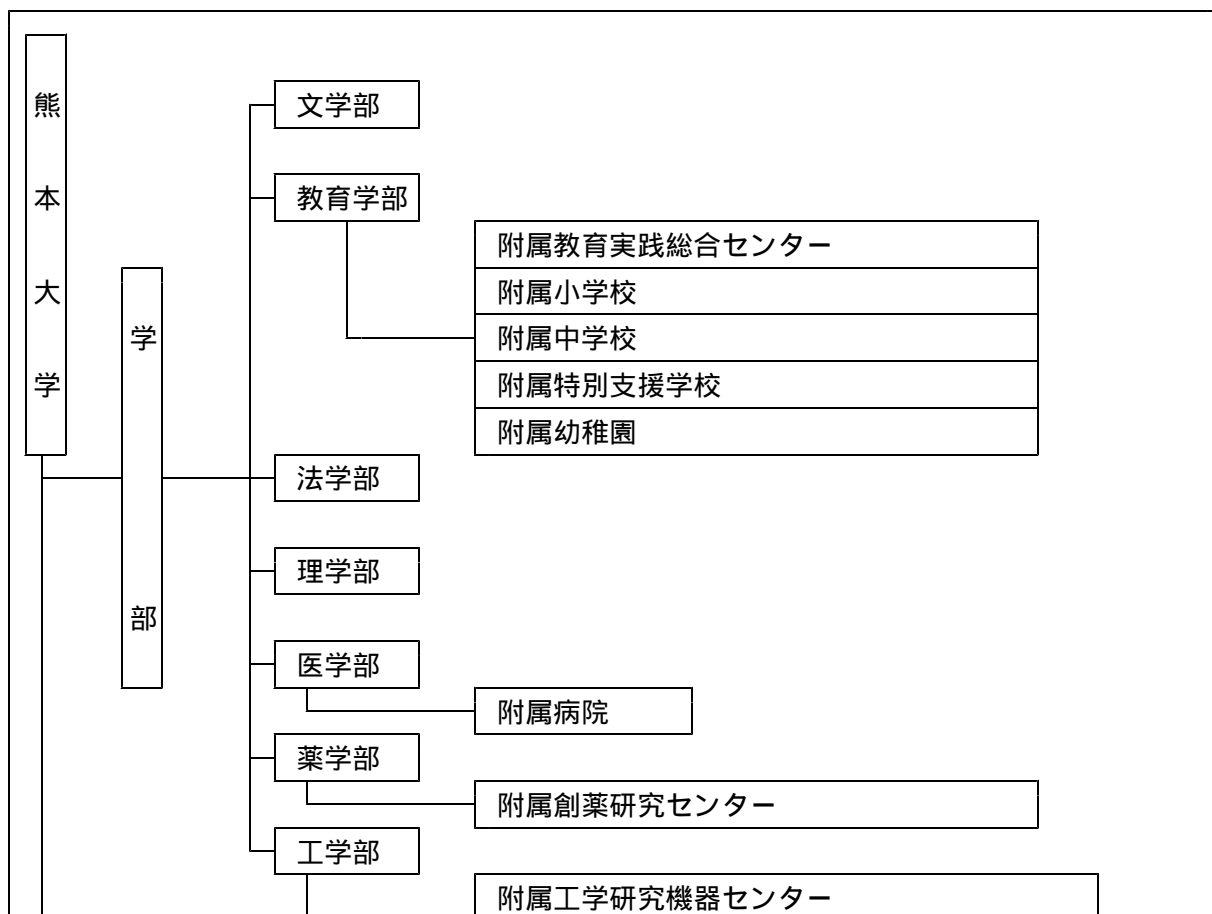 熊本大学
学部
文学部
教育学部
附属教育実践総合センター
附属小学校
附属中学校
附属特別支援学校
附属幼稚園
法学部
理学部
医学部
附属病院
薬学部
附属創薬研究センター
工学部
附属工学研究機器センター